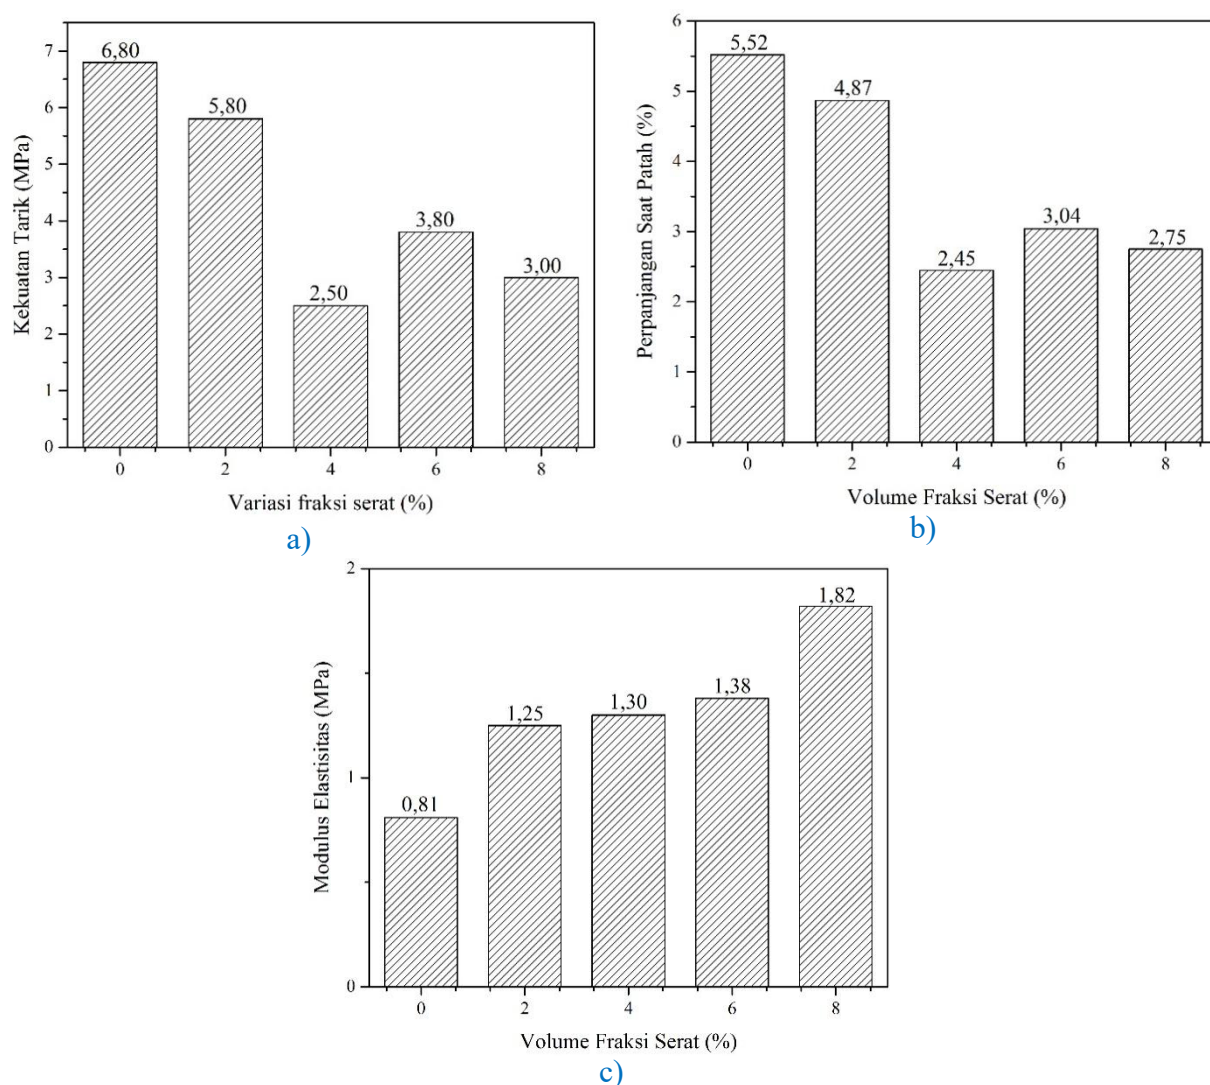 Kekuatan Tarik (MPa)
7
6
5
4
3
2
1
0
6,80
5,80
2,50
3,80
3,00
0 2 4 6 8
Variasi fraksi serat (%)
a)
Perpanjangan Saat Patah (%)
6
5
4
3
2
1
0
5,52
4,87
2,45
3,04
2,75
0 2 4 6 8
Volume Fraksi Serat (%)
b)
Modulus Elastisitas (MPa)
2
1
0
0,81
1,25
1,30
1,38
1,82
0 2 4 6 8
Volume Fraksi Serat (%)
c)